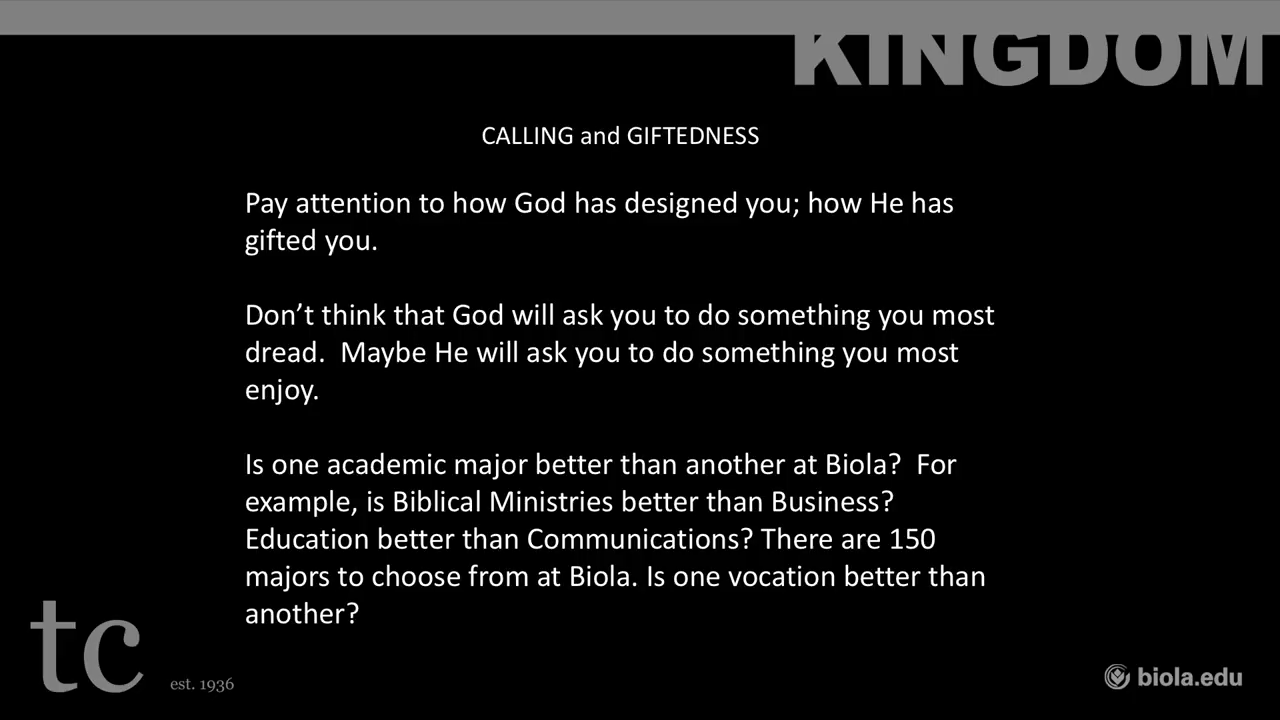 KINGDOM
CALLING and GIFTEDNESS
Pay attention to how God has designed you; how He has
gifted you.
Don’t think that God will ask you to do something you most
dread.  Maybe He will ask you to do something you most
enjoy.
Is one academic major better than another at Biola?  For
example, is Biblical Ministries better than Business?
Education better than Communications? There are 150
majors to choose from at Biola. Is one vocation better than
another?
tc
est. 1936
biola.edu